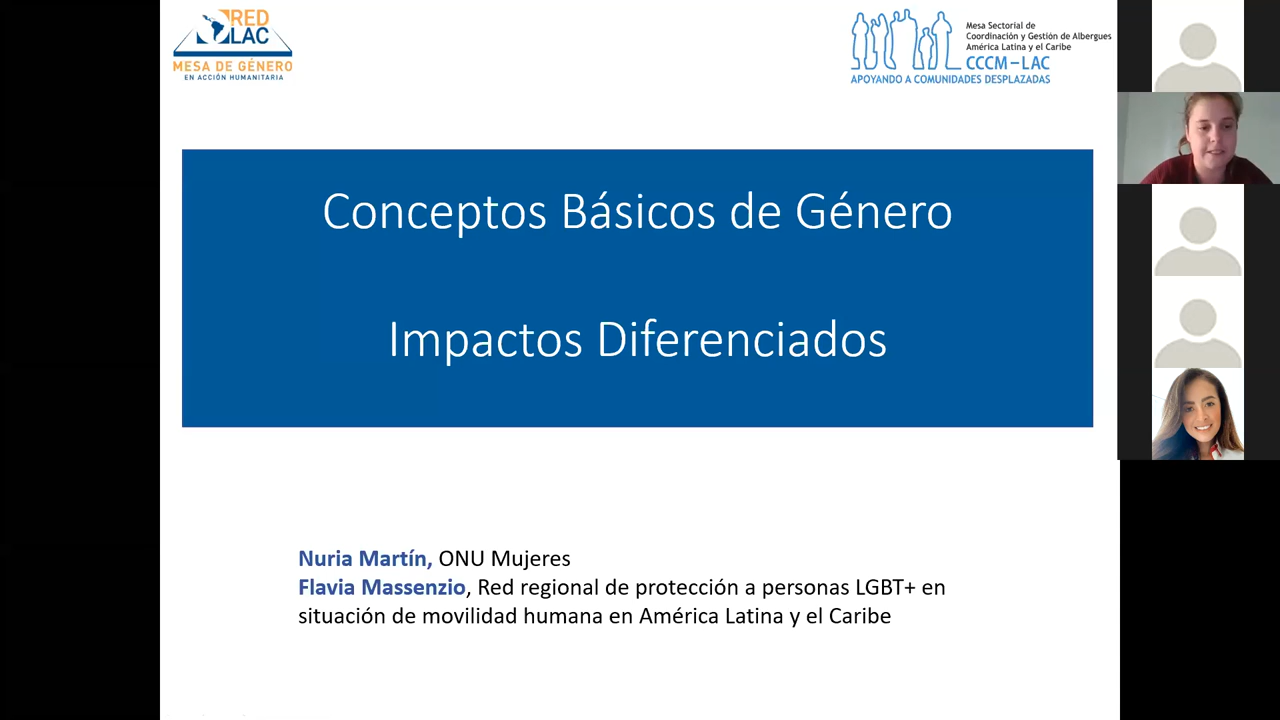 RED
LAC
MESA DE GÉNERO
EN ACCIÓN HUMANITARIA
Mesa Sectorial de
Coordinación y Gestión de Albergues
América Latina y el Caribe
CCCM-LAC
APOYANDO A COMUNIDADES DESPLAZADAS
Conceptos Básicos de Género
Impactos Diferenciados
Nuria Martín, ONU Mujeres
Flavia Massenzio, Red regional de protección a personas LGBT+ en
situación de movilidad humana en América Latina y el Caribe